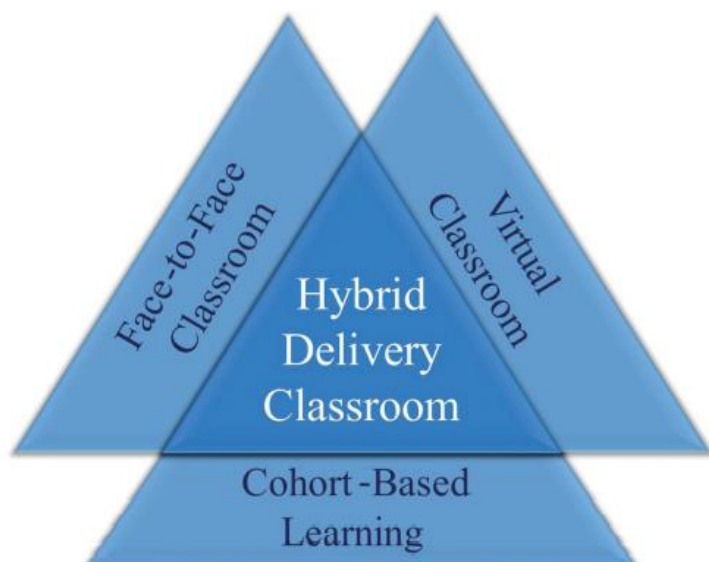 Face-to-Face
Classroom
Virtual
Classroom
Hybrid
Delivery
Classroom
Cohort-Based
Learning